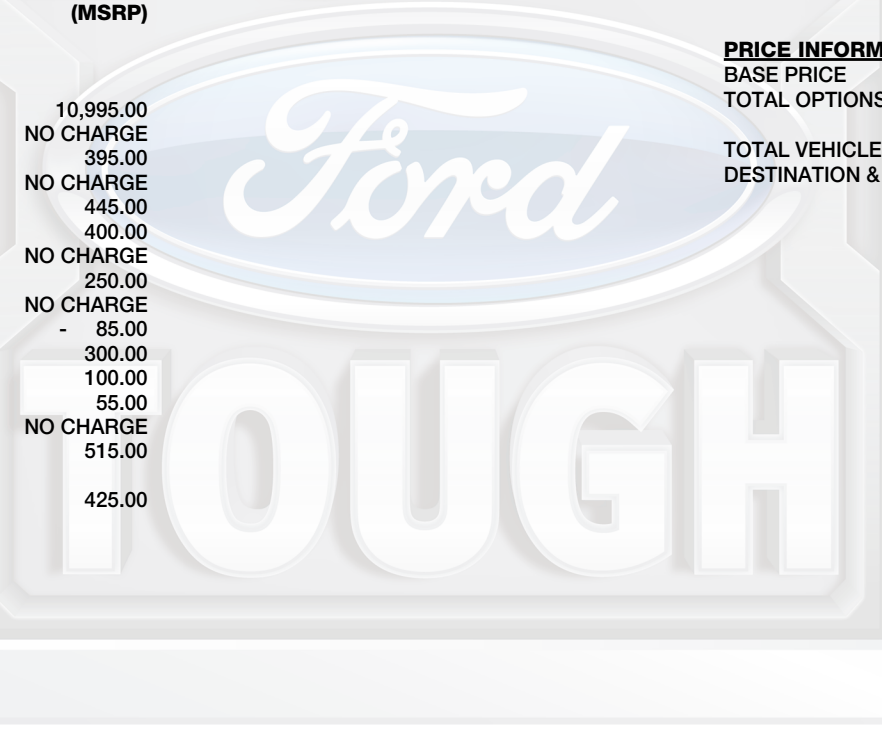 (MSRP)
10,995.00
NO CHARGE
395.00
NO CHARGE
445.00
400.00
NO CHARGE
250.00
NO CHARGE
- 85.00
300.00
100.00
55.00
NO CHARGE
515.00
425.00
PRICE INFORM
BASE PRICE
TOTAL OPTIONS
TOTAL VEHICLE
DESTINATION &
Ford
TOUGH